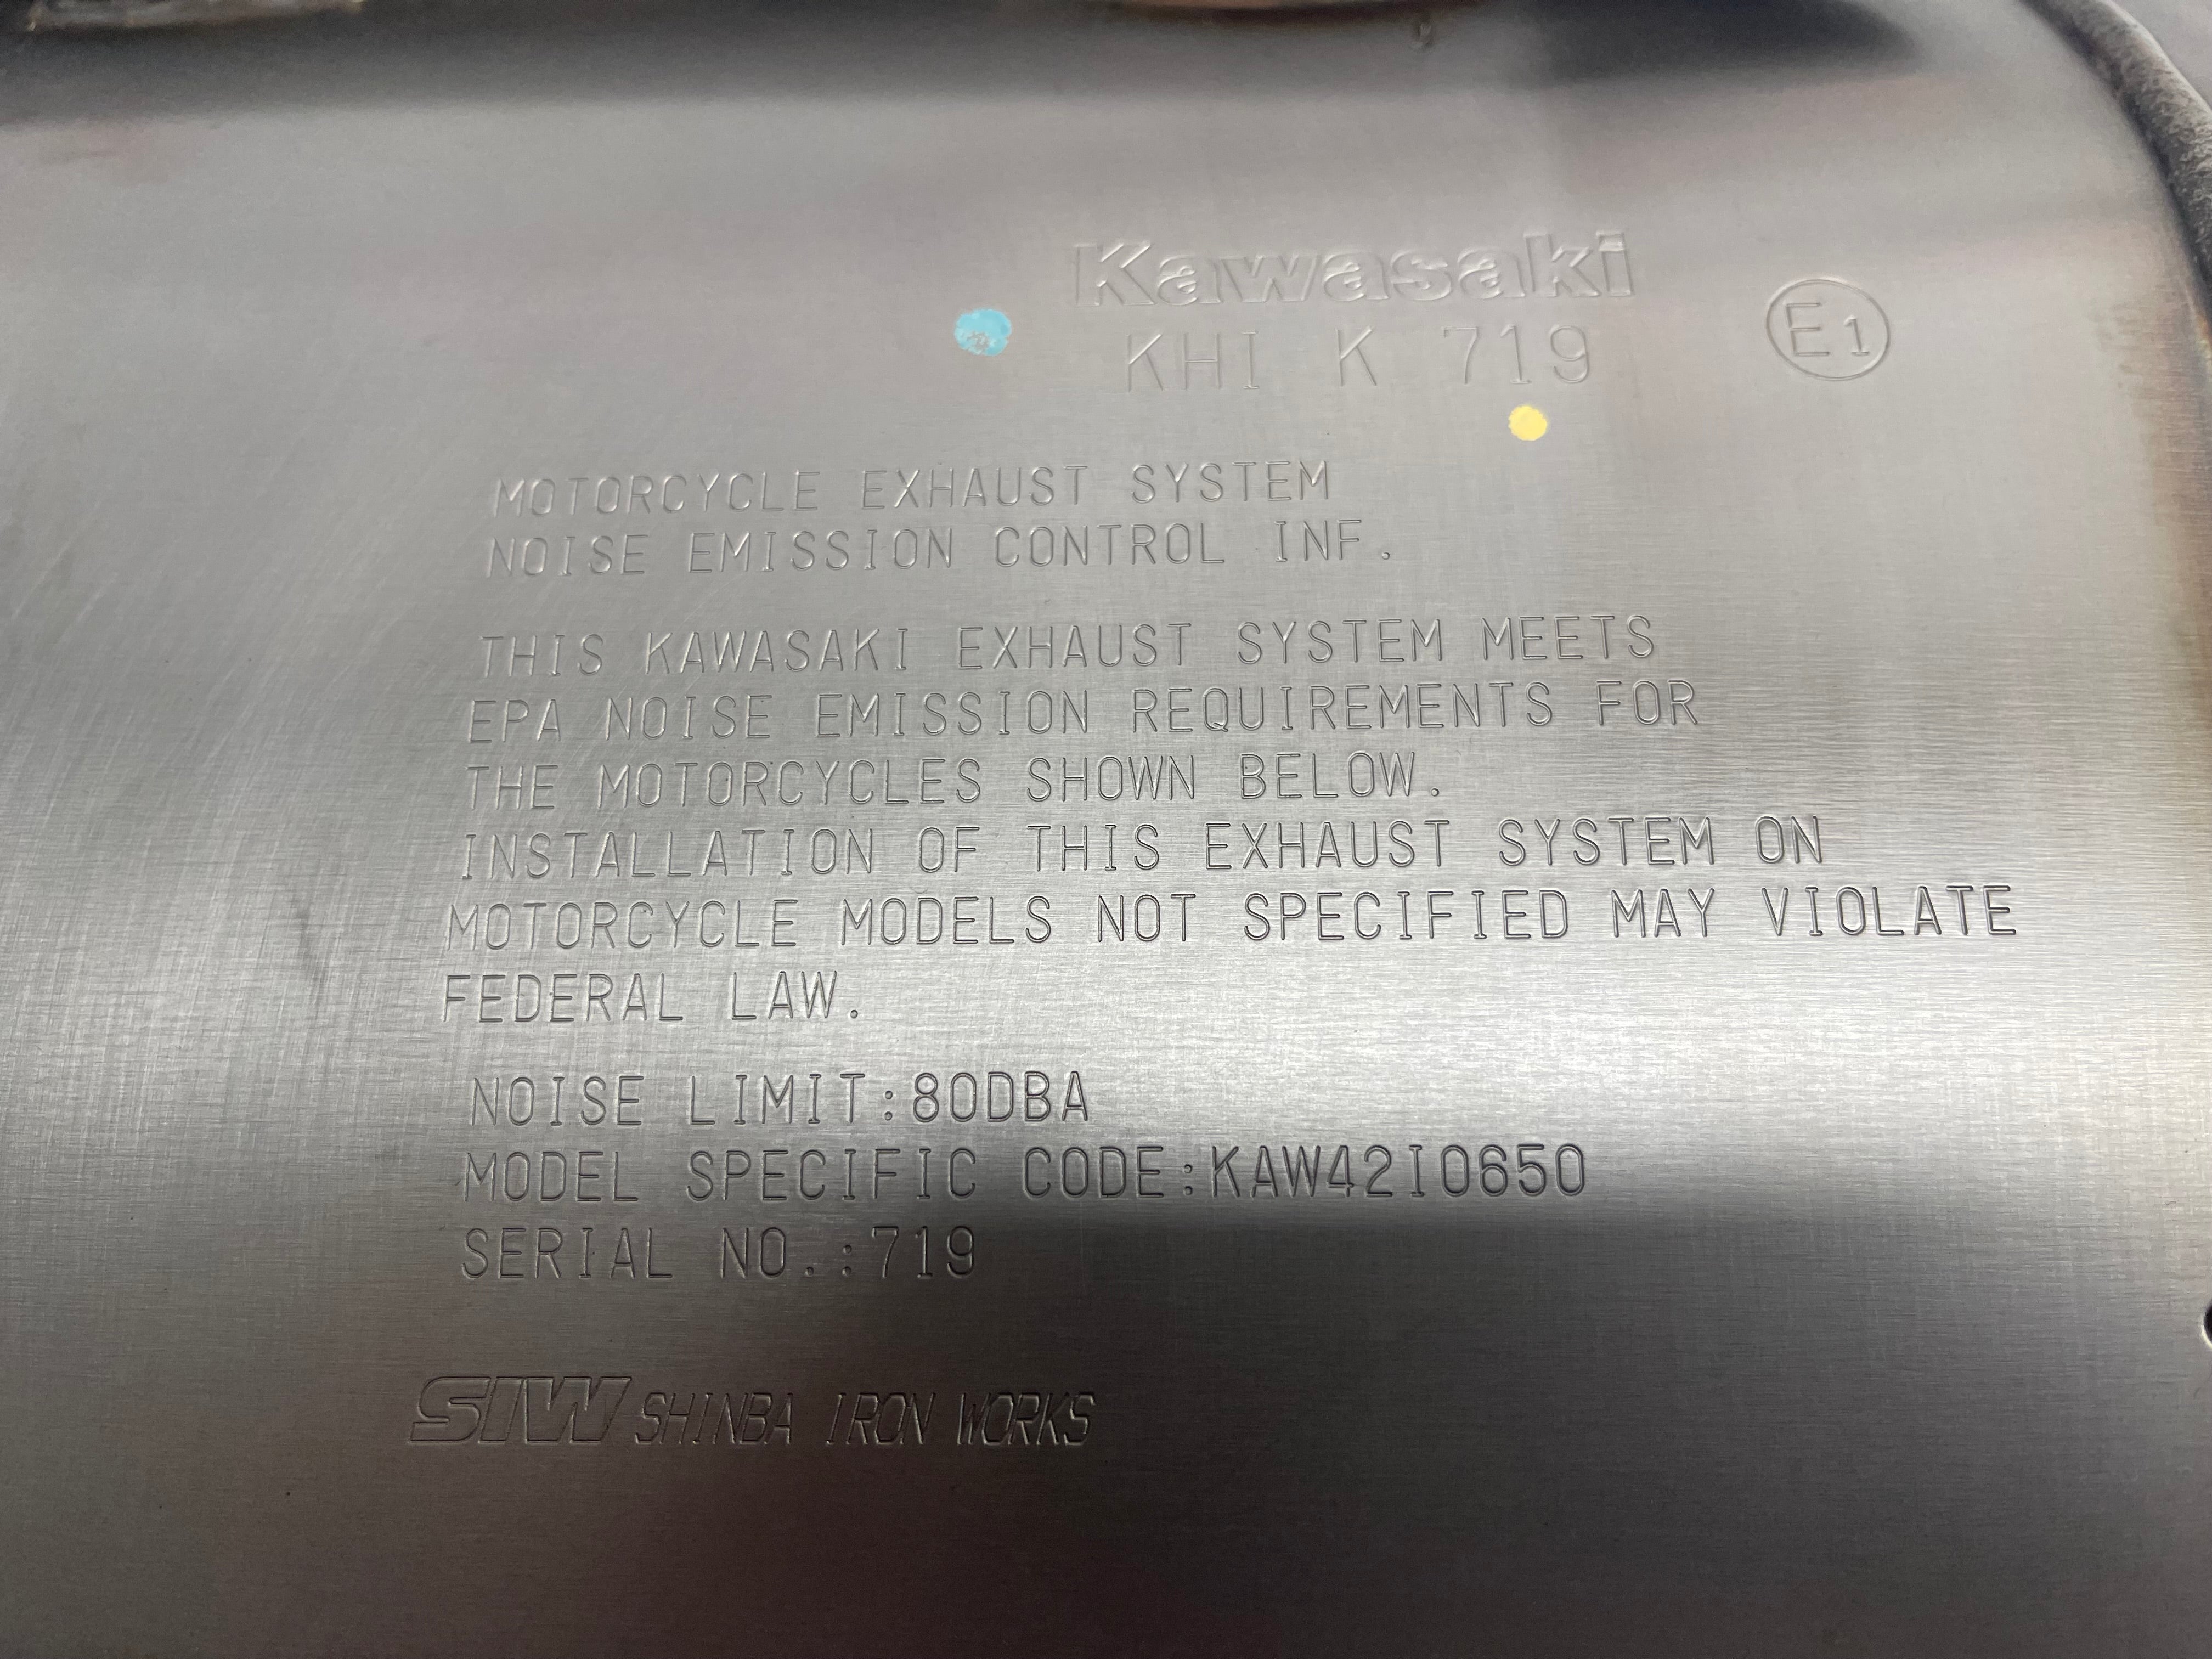 Kawasaki
KHI K 719 E1
MOTORCYCLE EXHAUST SYSTEM
NOISE EMISSION CONTROL INF.
THIS KAWASAKI EXHAUST SYSTEM MEETS
EPA NOISE EMISSION REQUIREMENTS FOR
THE MOTORCYCLES SHOWN BELOW.
INSTALLATION OF THIS EXHAUST SYSTEM ON
MOTORCYCLE MODELS NOT SPECIFIED MAY VIOLATE
FEDERAL LAW.
NOISE LIMIT:80DBA
MODEL SPECIFIC CODE:KAW42I0650
SERIAL NO.:719
SIW SHINBA IRON WORKS